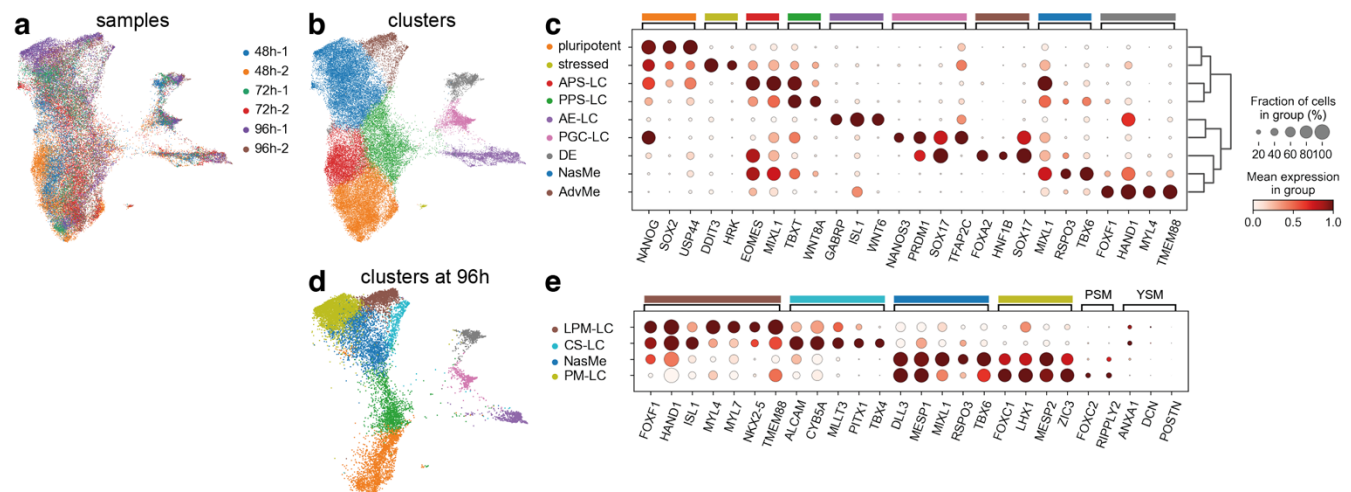 a
samples
48h-1
48h-2
72h-1
72h-2
96h-1
96h-2
b
clusters
c
pluripotent
stressed
APS-LC
PPS-LC
AE-LC
PGC-LC
DE
NasMe
AdvMe
NANOG
SOX2
USP44
DDIT3
HRK
EOMES
MIXL1
TBXT
WNT8A
GABRP
ISL1
WNT6
NANOS3
PRDM1
SOX17
TFAP2C
FOXA2
HNF1B
SOX17
MIXL1
RSPO3
TBX6
FOXF1
HAND1
MYL4
TMEM88
Fraction of cells
in group (%)
20 40 60 80 100
Mean expression
in group
0.0 0.5 1.0
d
clusters at 96h
e
PSM YSM
LPM-LC
CS-LC
NasMe
PM-LC
FOXF1
HAND1
ISL1
MYL4
MYL7
NKX2-5
TMEM88
ALCAM
CYB5A
MLLT3
PITX1
TBX4
DLL3
MESP1
MIXL1
RSPO3
TBX6
FOXC1
LHX1
MESP2
ZIC3
FOXC2
RIPPLY2
ANXA1
DCN
POSTN